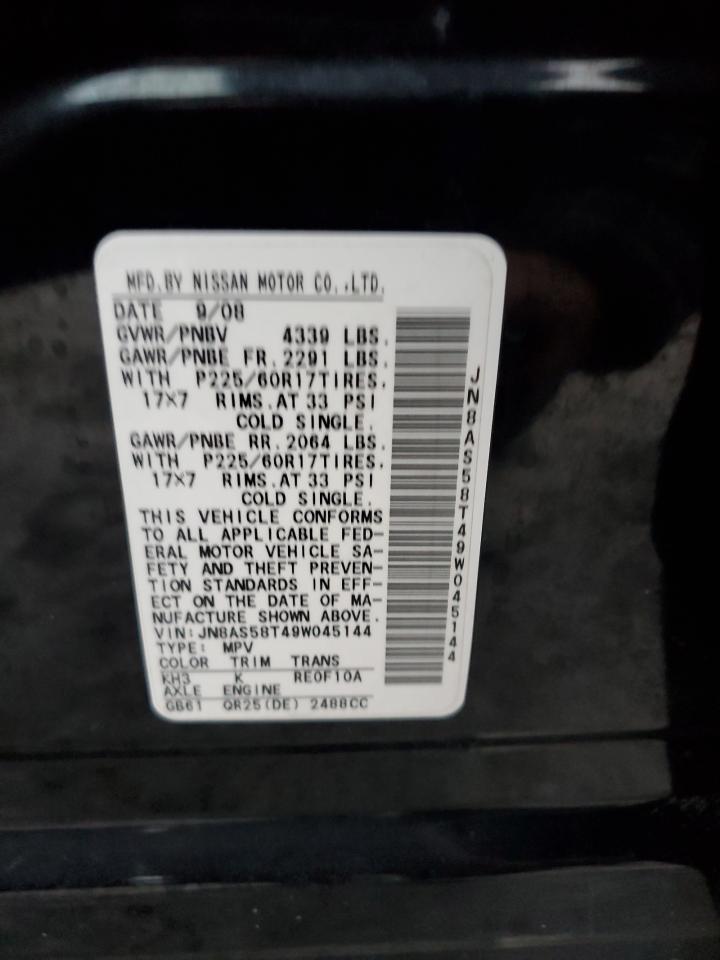 MFD.BY NISSAN MOTOR CO.,LTD.
DATE 9/08
GVWR/PNBV 4339 LBS.
GAWR/PNBE FR.2291 LBS.
WITH P225/60R17TIRES.
17X7 RIMS.AT 33 PSI
COLD SINGLE.
GAWR/PNBE RR.2064 LBS.
WITH P225/60R17TIRES.
17X7 RIMS.AT 33 PSI
COLD SINGLE.
THIS VEHICLE CONFORMS
TO ALL APPLICABLE FED-
ERAL MOTOR VEHICLE SA-
FETY AND THEFT PREVEN-
TION STANDARDS IN EFF-
ECT ON THE DATE OF MA-
NUFACTURE SHOWN ABOVE.
VIN:JN8AS58T49W045144
TYPE: MPV
COLOR TRIM TRANS
KH3 K RE0F10A
AXLE ENGINE
GB61 QR25(DE) 2488CC
JN8AS58T49W045144